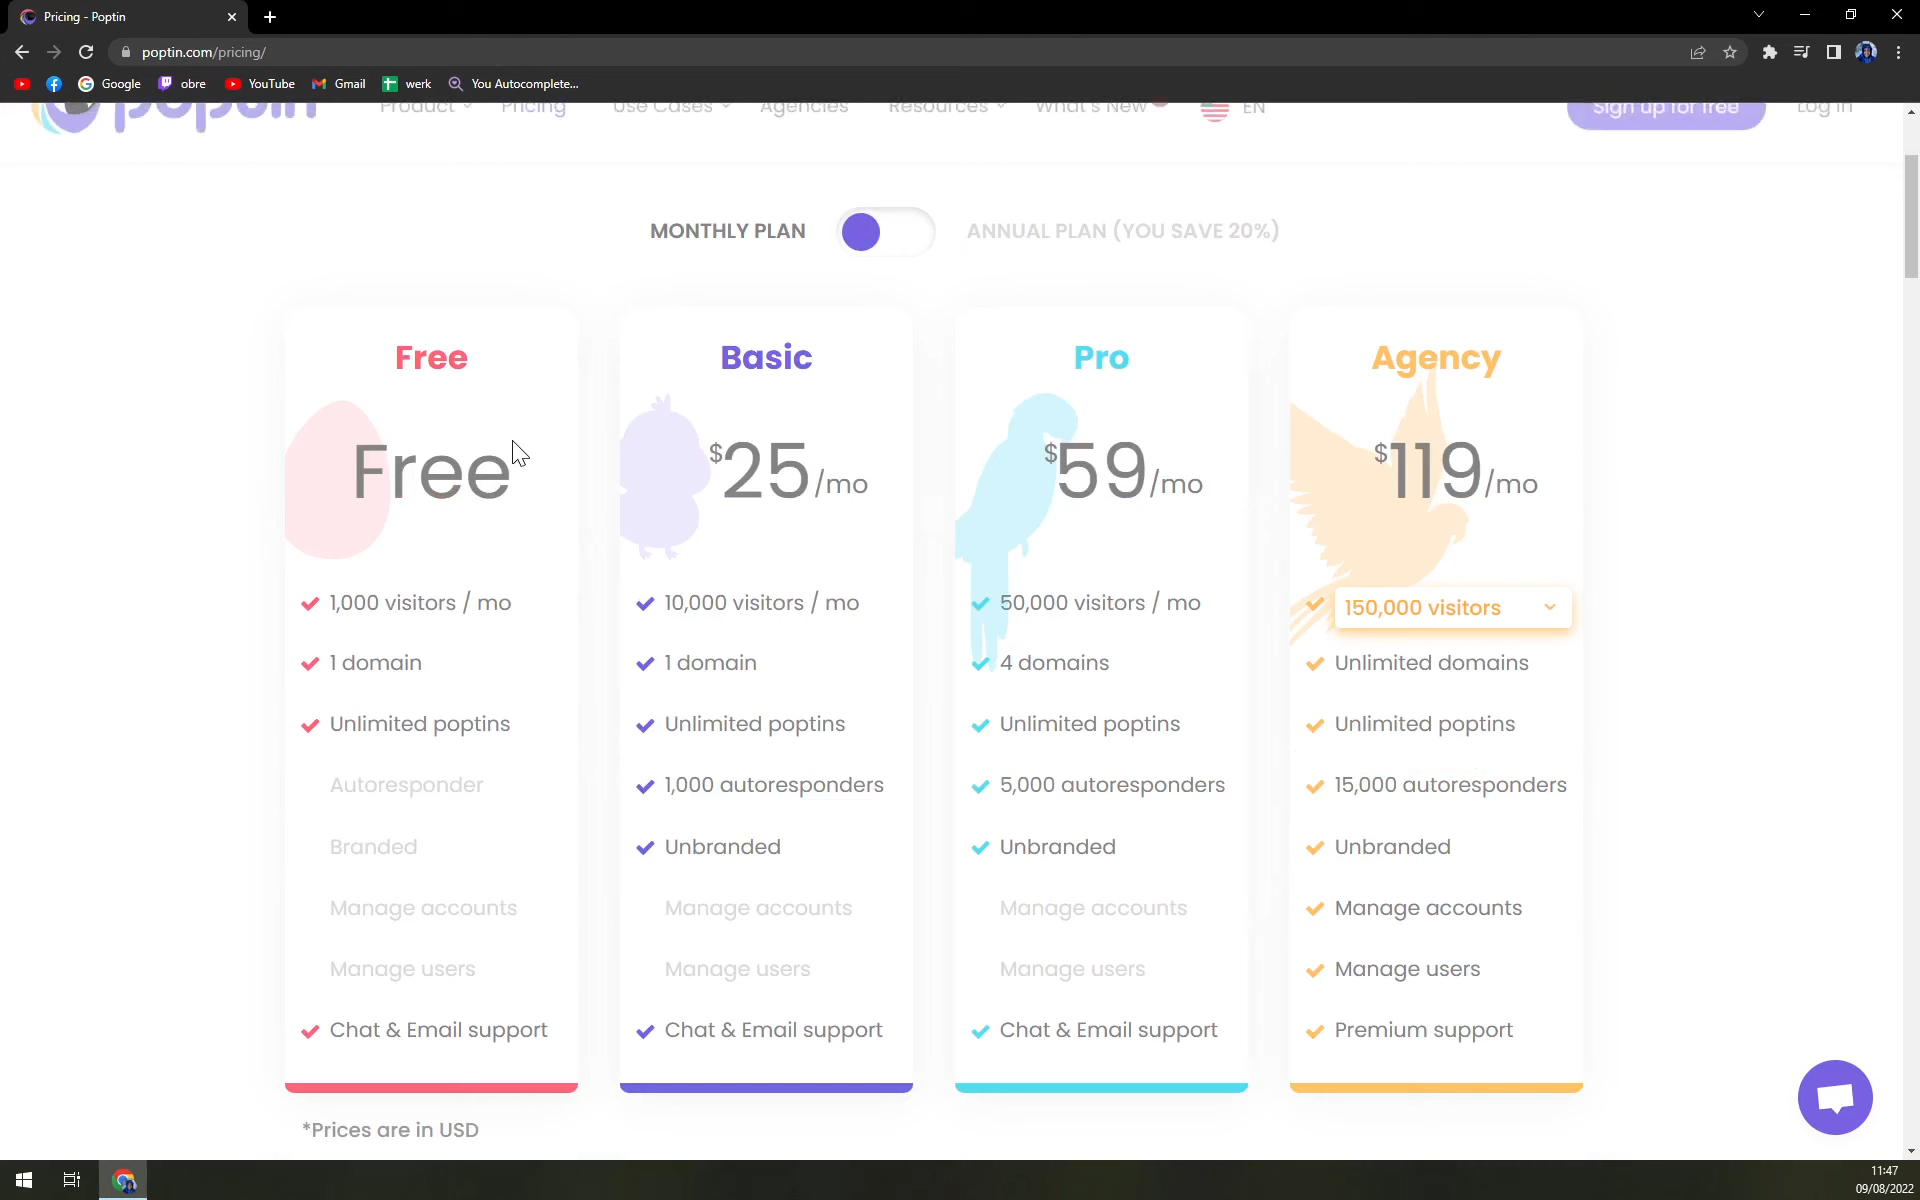 Pricing - Poptin
poptin.com/pricing/
Google obre YouTube Gmail werk You Autocomplete...
poptin Product Pricing Use Cases Agencies Resources What's New EN Sign up for free Log in
MONTHLY PLAN ANNUAL PLAN (YOU SAVE 20%)
Free
Free
1,000 visitors / mo
1 domain
Unlimited poptins
Autoresponder
Branded
Manage accounts
Manage users
Chat & Email support
Basic
$25/mo
10,000 visitors / mo
1 domain
Unlimited poptins
1,000 autoresponders
Unbranded
Manage accounts
Manage users
Chat & Email support
Pro
$59/mo
50,000 visitors / mo
4 domains
Unlimited poptins
5,000 autoresponders
Unbranded
Manage accounts
Manage users
Chat & Email support
Agency
$119/mo
150,000 visitors
Unlimited domains
Unlimited poptins
15,000 autoresponders
Unbranded
Manage accounts
Manage users
Premium support
*Prices are in USD
11:47
09/08/2022